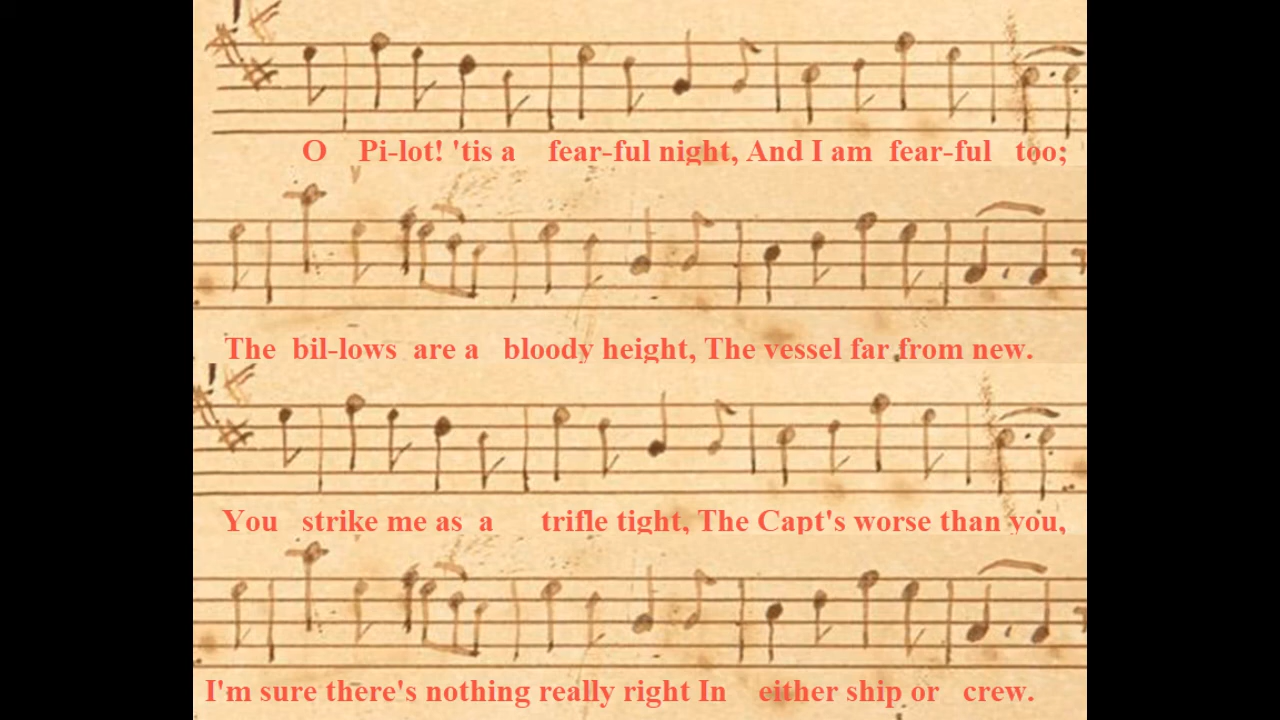 O Pi-lot! 'tis a fear-ful night, And I am fear-ful too;
The bil-lows are a bloody height, The vessel far from new.
You strike me as a trifle tight, The Capt's worse than you,
I'm sure there's nothing really right In either ship or crew.